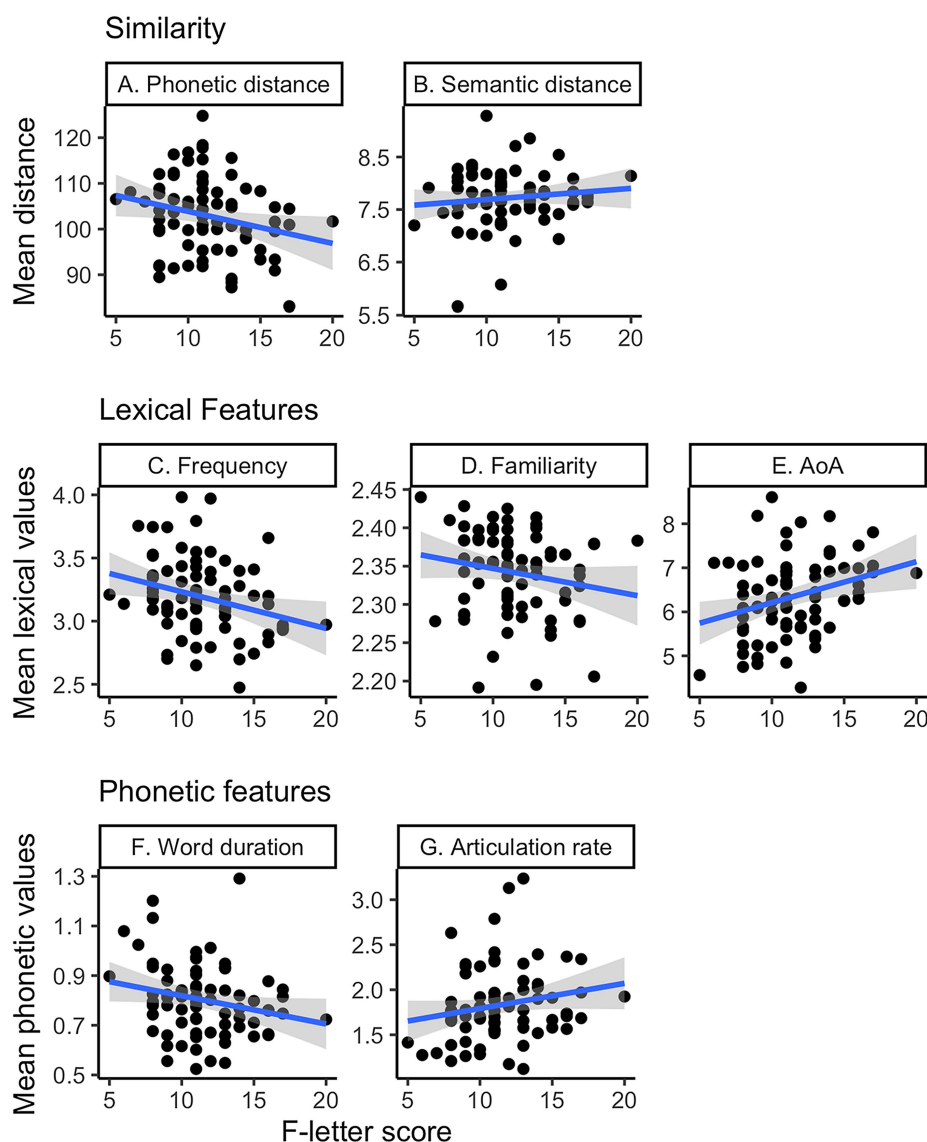 Similarity
A. Phonetic distance
B. Semantic distance
Mean distance
120
110
100
90
5 10 15 20
8.5
7.5
6.5
5.5
5 10 15 20
Lexical Features
C. Frequency
D. Familiarity
E. AoA
Mean lexical values
4.0
3.5
3.0
2.5
5 10 15 20
2.45
2.40
2.35
2.30
2.25
2.20
5 10 15 20
8
7
6
5
5 10 15 20
Phonetic features
F. Word duration
G. Articulation rate
Mean phonetic values
1.3
1.1
0.9
0.7
0.5
5 10 15 20
3.0
2.5
2.0
1.5
5 10 15 20
F-letter score